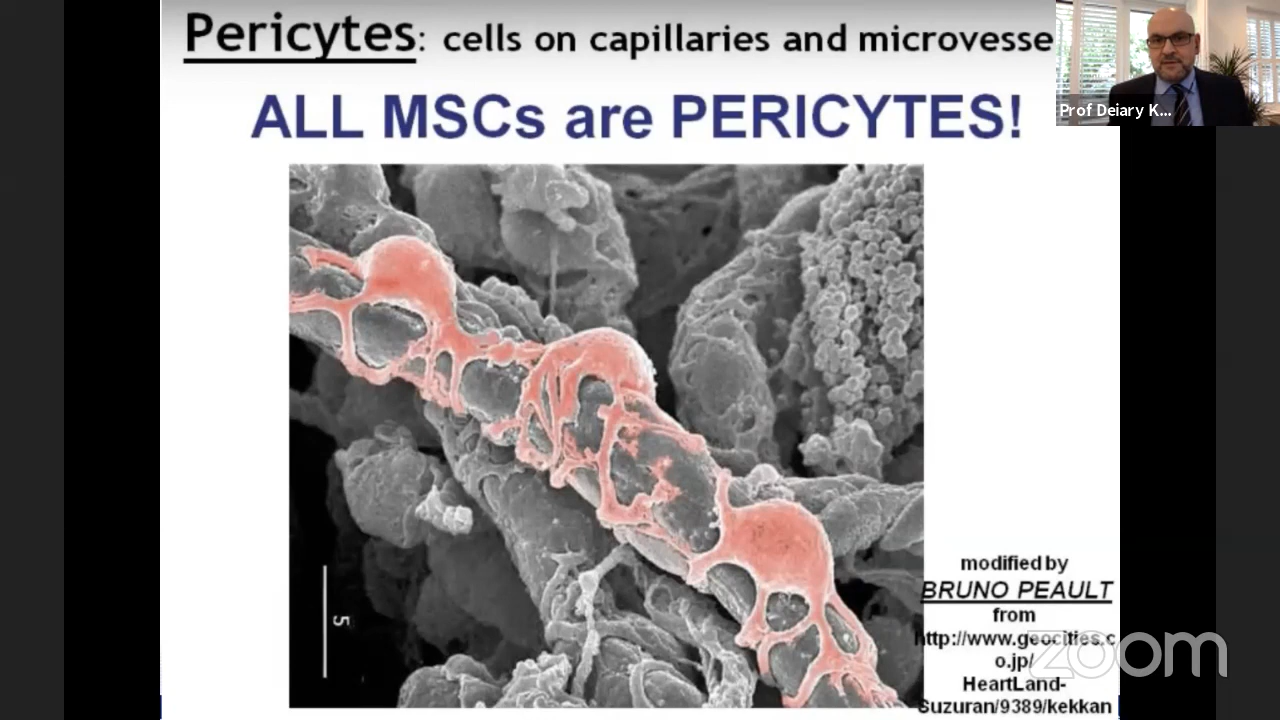 Pericytes: cells on capillaries and microvesse
Prof Deiary K...
ALL MSCs are PERICYTES!
5
modified by
BRUNO PEAULT
from
http://www.geocities.c
o.jp/
HeartLand-
Suzuran/9389/kekkan
zoom